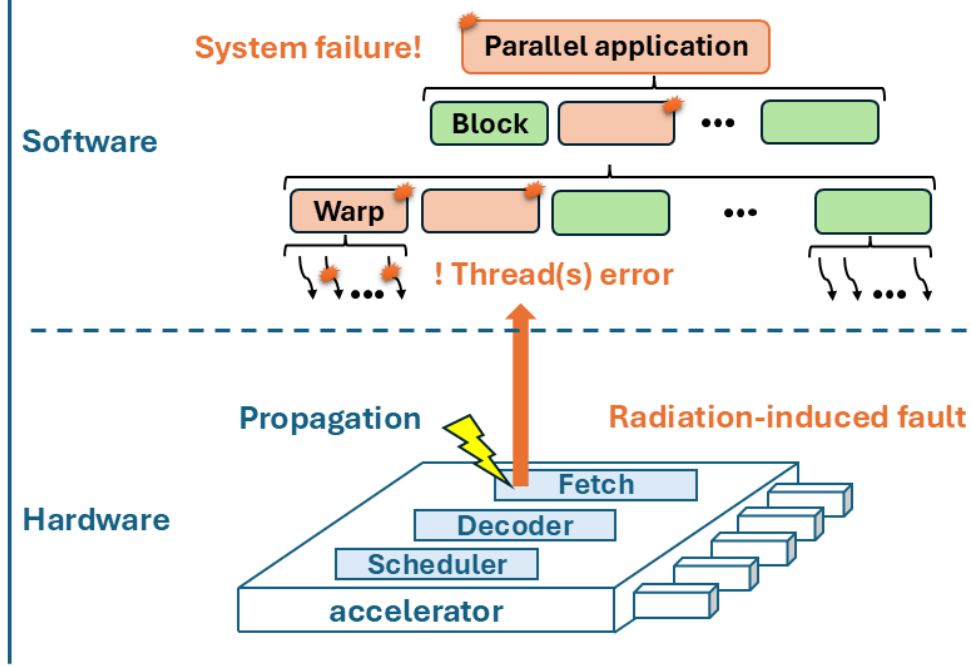 System failure!
Parallel application
Block
•••
Software
Warp
•••
! Thread(s) error
•••
•••
Propagation
Radiation-induced fault
Fetch
Hardware
Decoder
Scheduler
accelerator